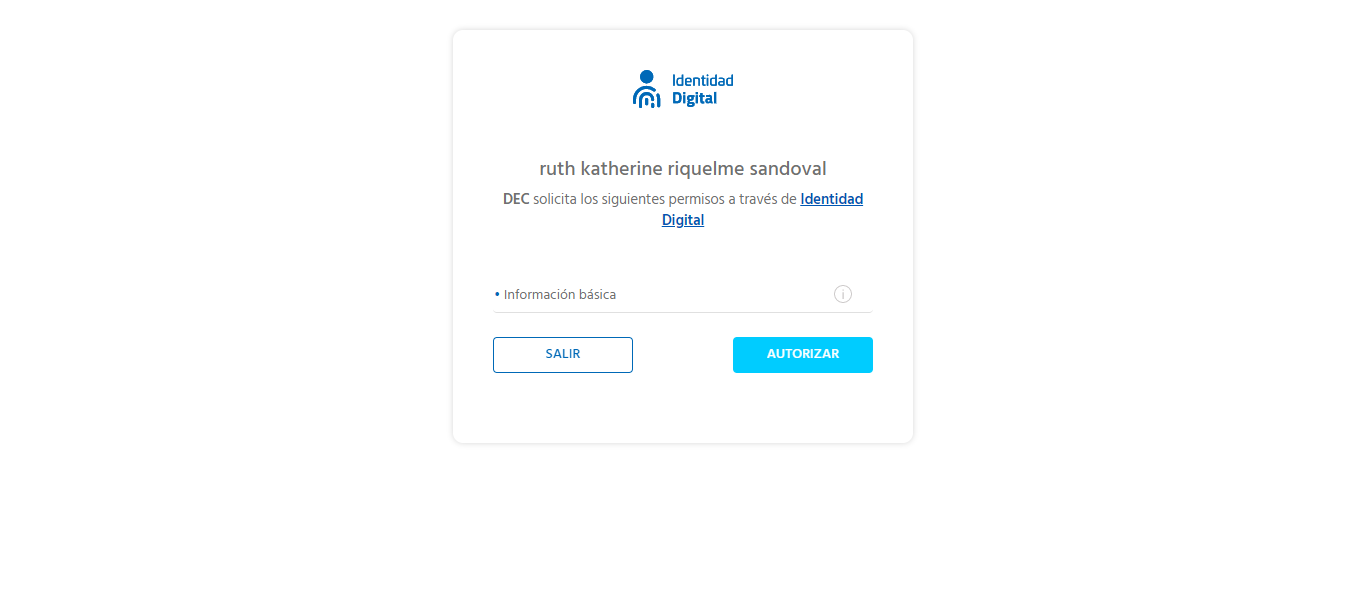 Identidad
Digital
ruth katherine riquelme sandoval
DEC solicita los siguientes permisos a través de Identidad
Digital
• Información básica
SALIR
AUTORIZAR